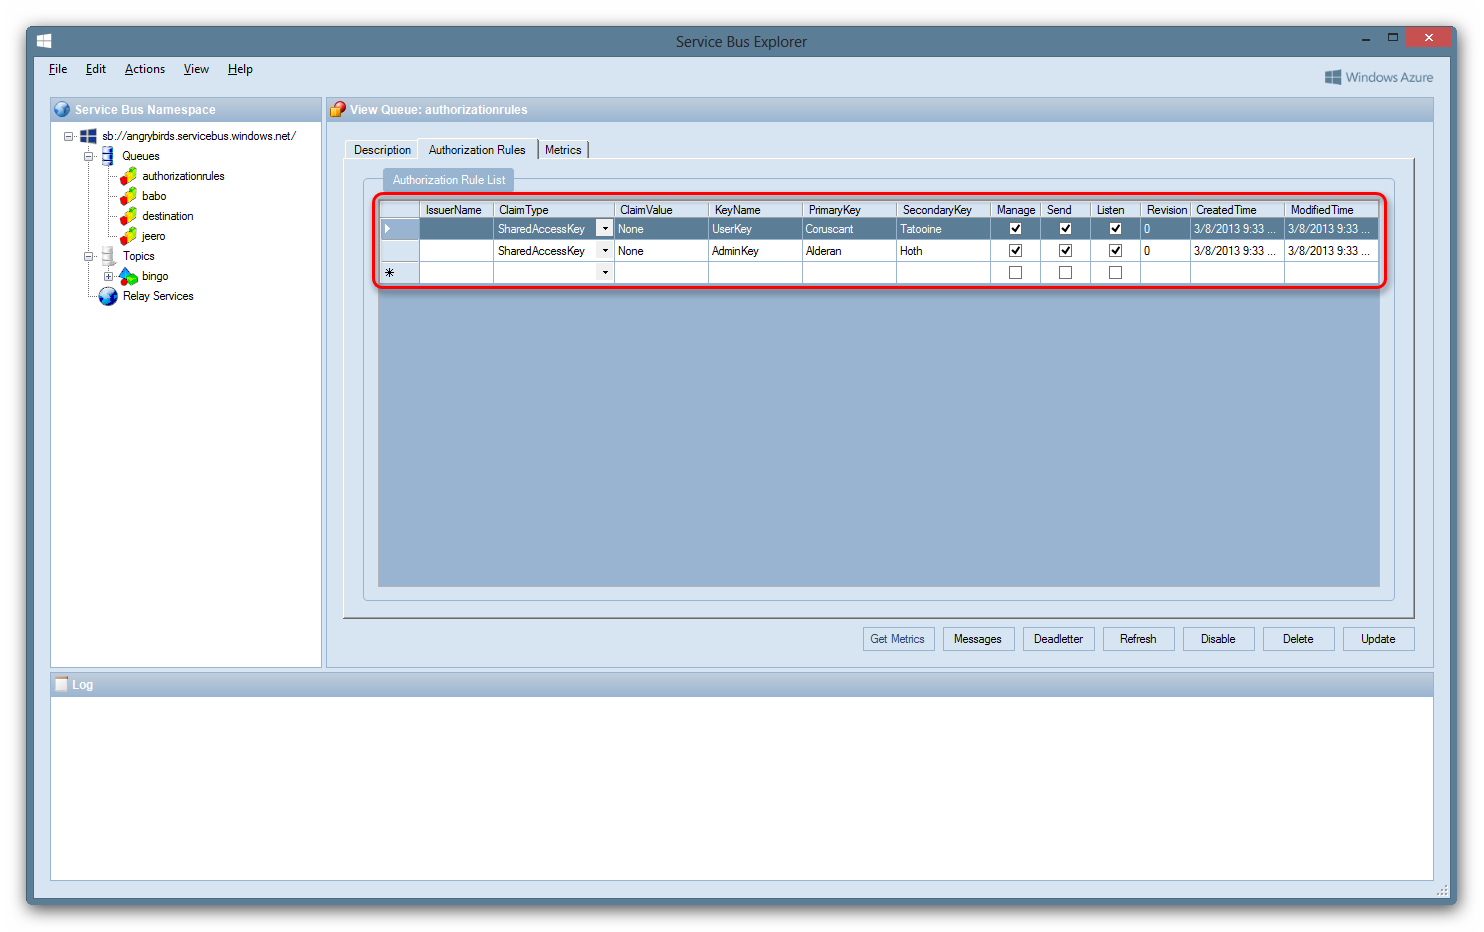 Service Bus Explorer
File Edit Actions View Help
Windows Azure
Service Bus Namespace
sb://angrybirds.servicebus.windows.net/
Queues
authorizationrules
babo
destination
jeero
Topics
bingo
Relay Services
View Queue: authorizationrules
Description Authorization Rules Metrics
Authorization Rule List
IssuerName ClaimType ClaimValue KeyName PrimaryKey SecondaryKey Manage Send Listen Revision CreatedTime ModifiedTime
SharedAccessKey None UserKey Coruscant Tatooine 0 3/8/2013 9:33 ... 3/8/2013 9:33 ...
SharedAccessKey None AdminKey Alderan Hoth 0 3/8/2013 9:33 ... 3/8/2013 9:33 ...
Get Metrics Messages Deadletter Refresh Disable Delete Update
Log